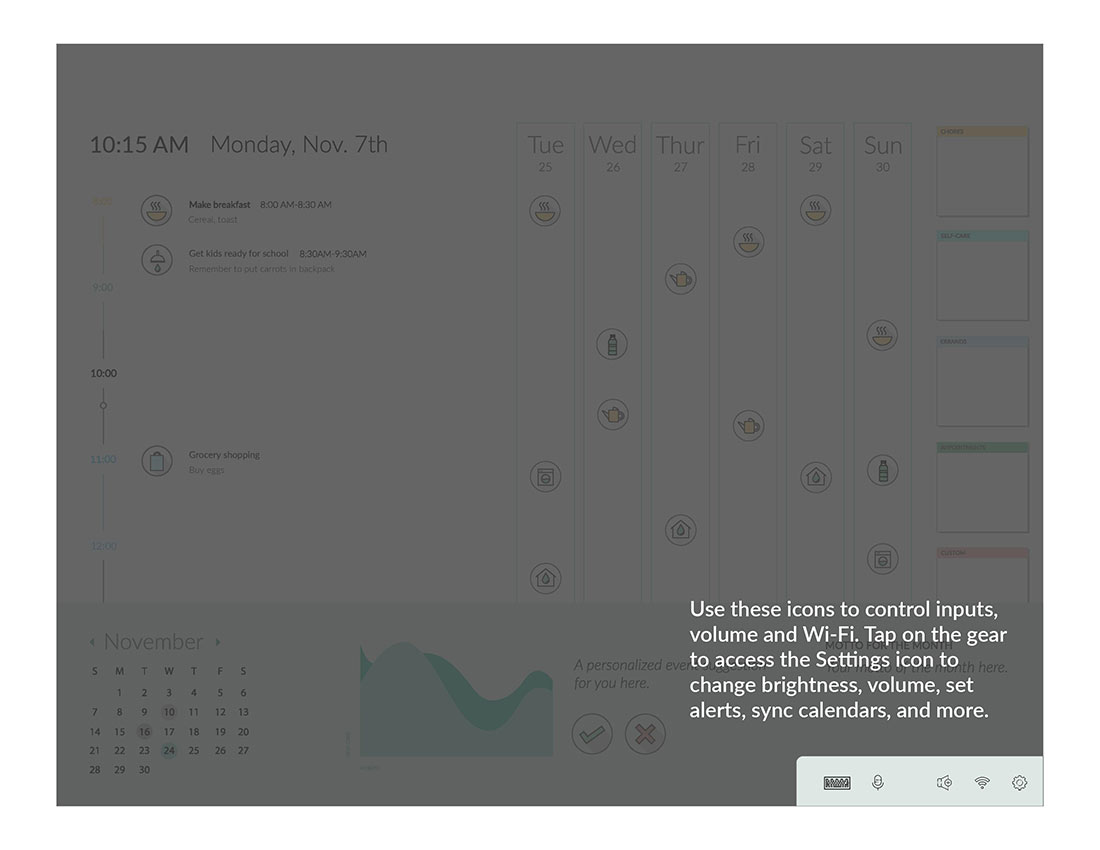 10:15 AM Monday, Nov. 7th
Tue Wed Thur Fri Sat Sun
25 26 27 28 29 30
CHORES
SELF-CARE
ERRANDS
APPOINTMENTS
CUSTOM
8:00
Make breakfast 8:00 AM-8:30 AM
Cereal, toast
Get kids ready for school 8:30AM-9:30AM
Remember to put carrots in backpack
9:00
10:00
11:00
Grocery shopping
Buy eggs
12:00
November
S M T W T F S
1 2 3 4 5 6
7 8 9 10 11 12 13
14 15 16 17 18 19 20
21 22 23 24 25 26 27
28 29 30
A personalized event
for you here.
MOTTO FOR THE MONTH
Your motto of the month here.
Use these icons to control inputs,
volume and Wi-Fi. Tap on the gear
to access the Settings icon to
change brightness, volume, set
alerts, sync calendars, and more.